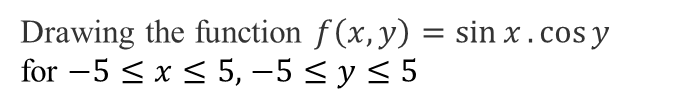 Drawing the function f(x, y) = sin x . cos y
for −5 ≤ x ≤ 5, −5 ≤ y ≤ 5